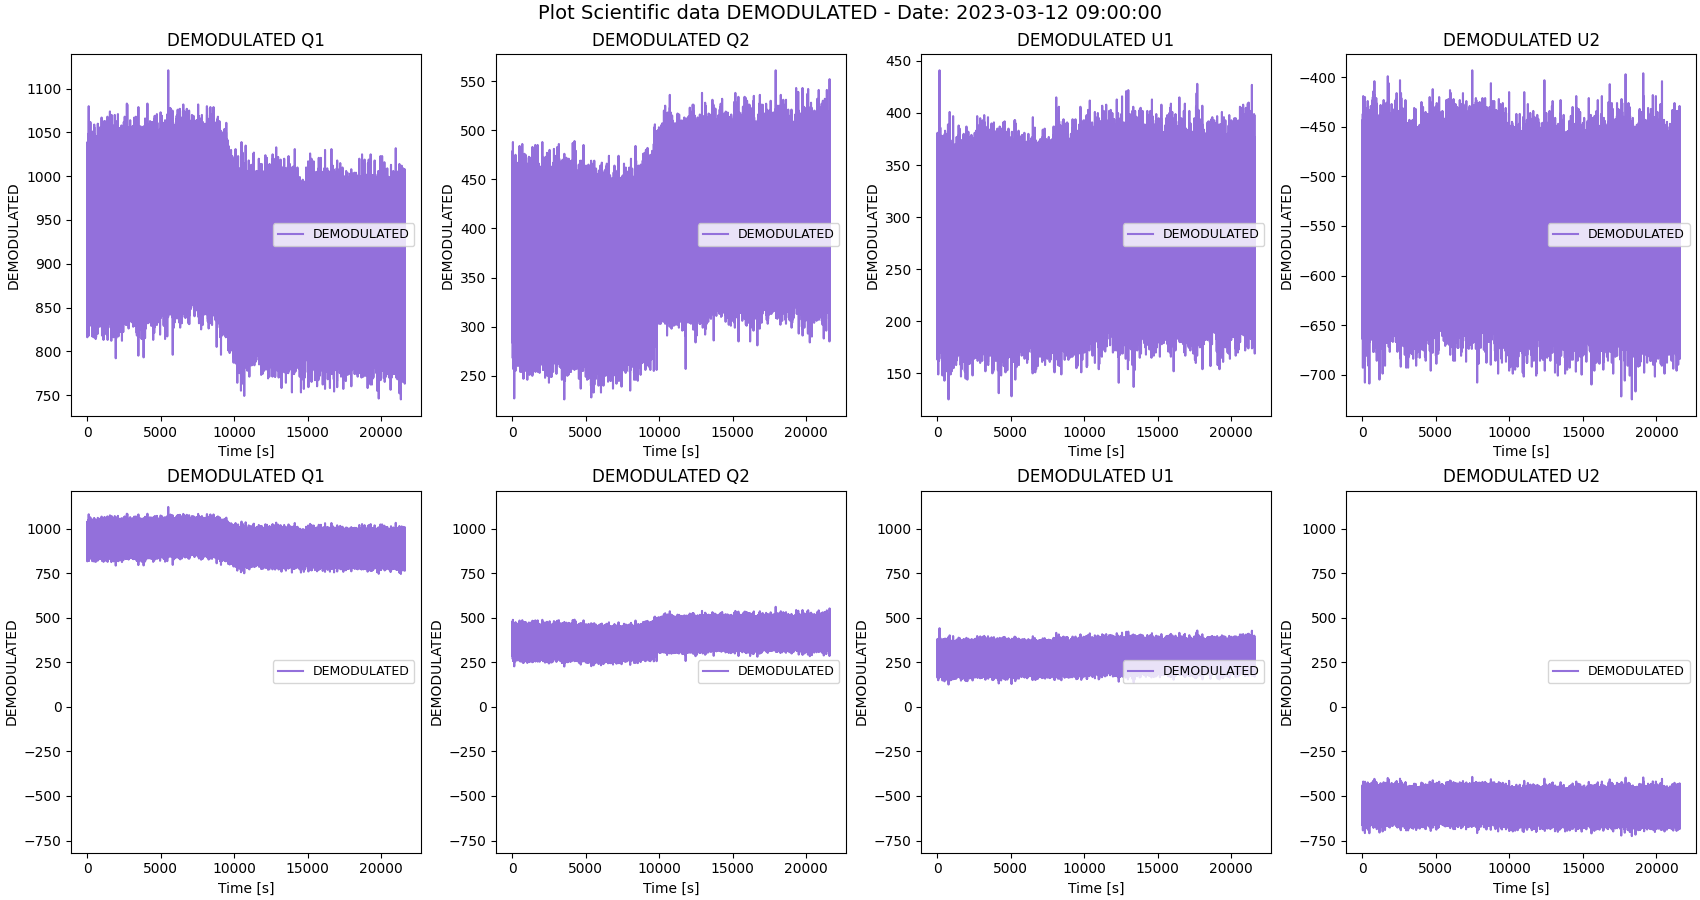 Plot Scientific data DEMODULATED - Date: 2023-03-12 09:00:00
DEMODULATED Q1
DEMODULATED
1100
1050
1000
950
900
850
800
750
DEMODULATED
0 5000 10000 15000 20000
Time [s]
DEMODULATED Q2
DEMODULATED
550
500
450
400
350
300
250
DEMODULATED
0 5000 10000 15000 20000
Time [s]
DEMODULATED U1
DEMODULATED
450
400
350
300
250
200
150
DEMODULATED
0 5000 10000 15000 20000
Time [s]
DEMODULATED U2
DEMODULATED
−400
−450
−500
−550
−600
−650
−700
DEMODULATED
0 5000 10000 15000 20000
Time [s]
DEMODULATED Q1
DEMODULATED
1000
750
500
250
0
−250
−500
−750
DEMODULATED
0 5000 10000 15000 20000
Time [s]
DEMODULATED Q2
DEMODULATED
1000
750
500
250
0
−250
−500
−750
DEMODULATED
0 5000 10000 15000 20000
Time [s]
DEMODULATED U1
DEMODULATED
1000
750
500
250
0
−250
−500
−750
DEMODULATED
0 5000 10000 15000 20000
Time [s]
DEMODULATED U2
DEMODULATED
1000
750
500
250
0
−250
−500
−750
DEMODULATED
0 5000 10000 15000 20000
Time [s]